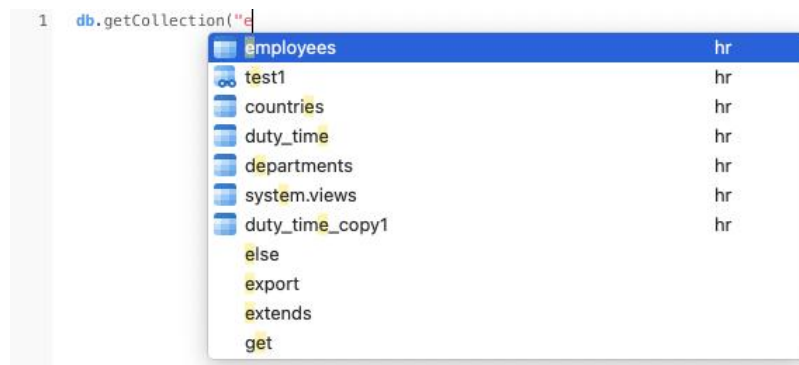 1 db.getCollection("e
employees hr
test1 hr
countries hr
duty_time hr
departments hr
system.views hr
duty_time_copy1 hr
else
export
extends
get